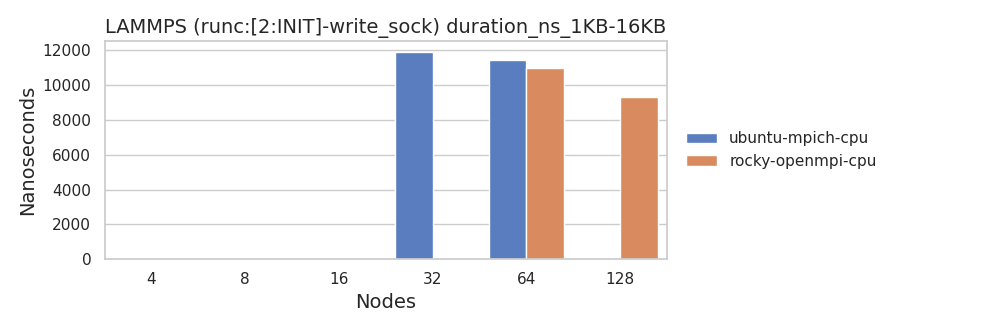 LAMMPS (runc:[2:INIT]-write_sock) duration_ns_1KB-16KB
Nanoseconds
12000
10000
8000
6000
4000
2000
0
4 8 16 32 64 128
Nodes
ubuntu-mpich-cpu
rocky-openmpi-cpu